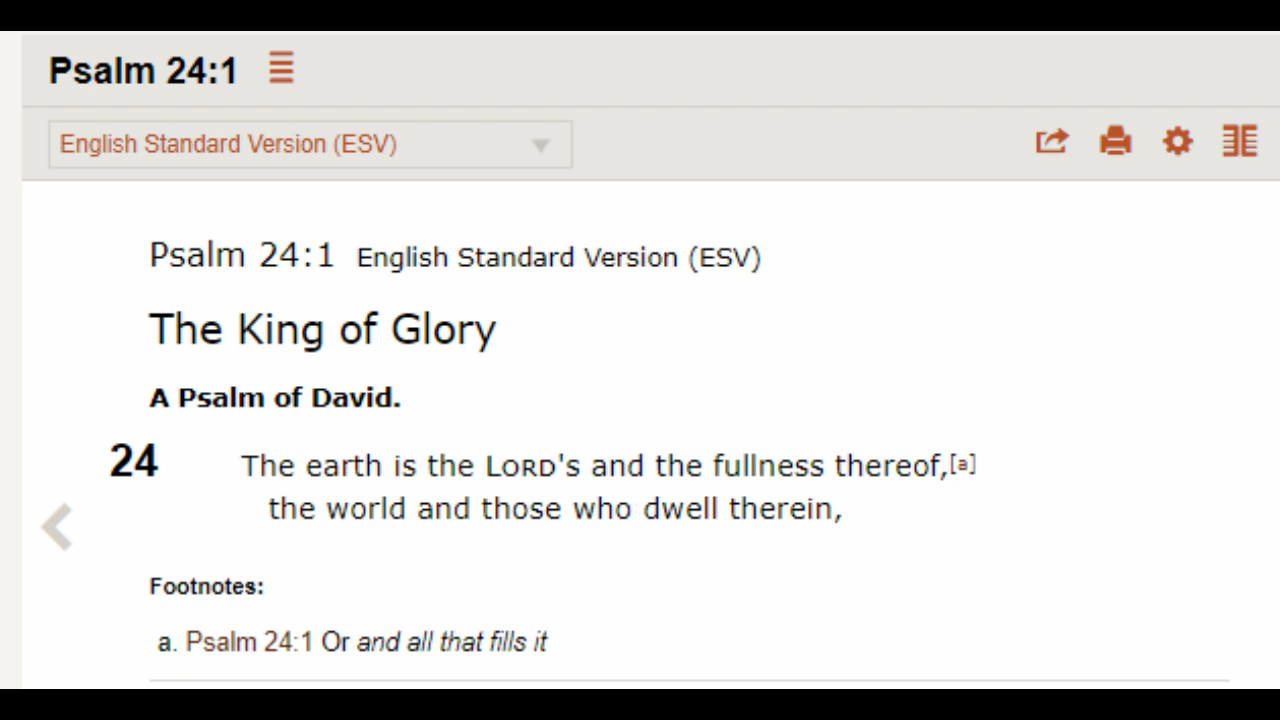 Psalm 24:1
English Standard Version (ESV)
Psalm 24:1 English Standard Version (ESV)
The King of Glory
A Psalm of David.
24 The earth is the LORD's and the fullness thereof,[a]
the world and those who dwell therein,
Footnotes:
a. Psalm 24:1 Or and all that fills it